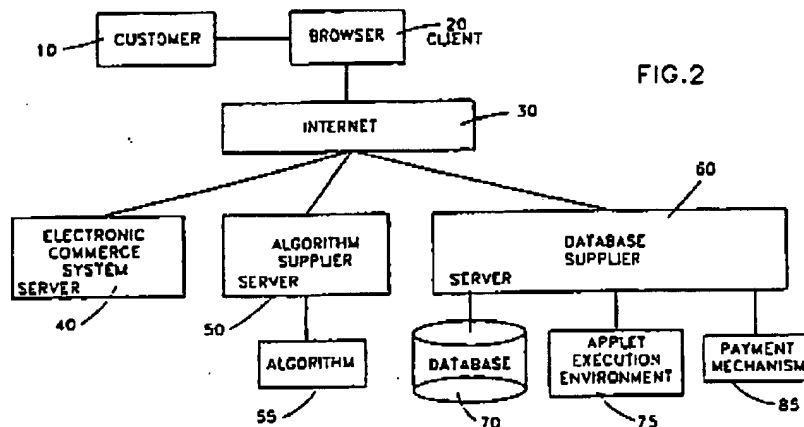 CUSTOMER
10
BROWSER
20
CLIENT
FIG.2
INTERNET
30
60
ELECTRONIC
COMMERCE
SYSTEM
SERVER
40
ALGORITHM
SUPPLIER
SERVER
50
DATABASE
SUPPLIER
SERVER
ALGORITHM
55
DATABASE
70
APPLET
EXECUTION
ENVIRONMENT
75
PAYMENT
MECHANISM
85